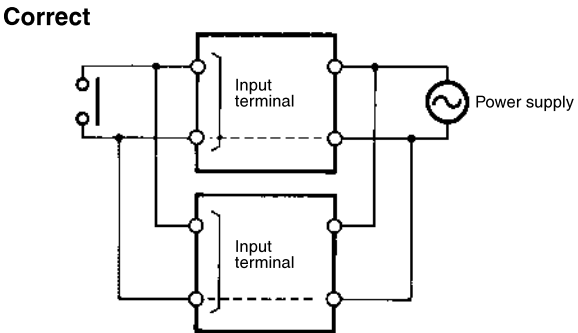 Correct
Input
terminal
Power supply
Input
terminal